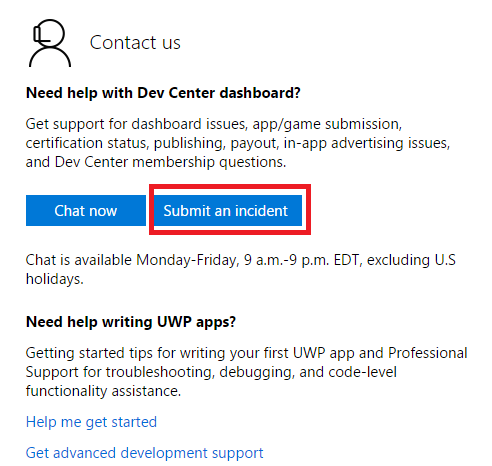 Contact us
Need help with Dev Center dashboard?
Get support for dashboard issues, app/game submission,
certification status, publishing, payout, in-app advertising issues,
and Dev Center membership questions.
Chat now
Submit an incident
Chat is available Monday-Friday, 9 a.m.-9 p.m. EDT, excluding U.S
holidays.
Need help writing UWP apps?
Getting started tips for writing your first UWP app and Professional
Support for troubleshooting, debugging, and code-level
functionality assistance.
Help me get started
Get advanced development support